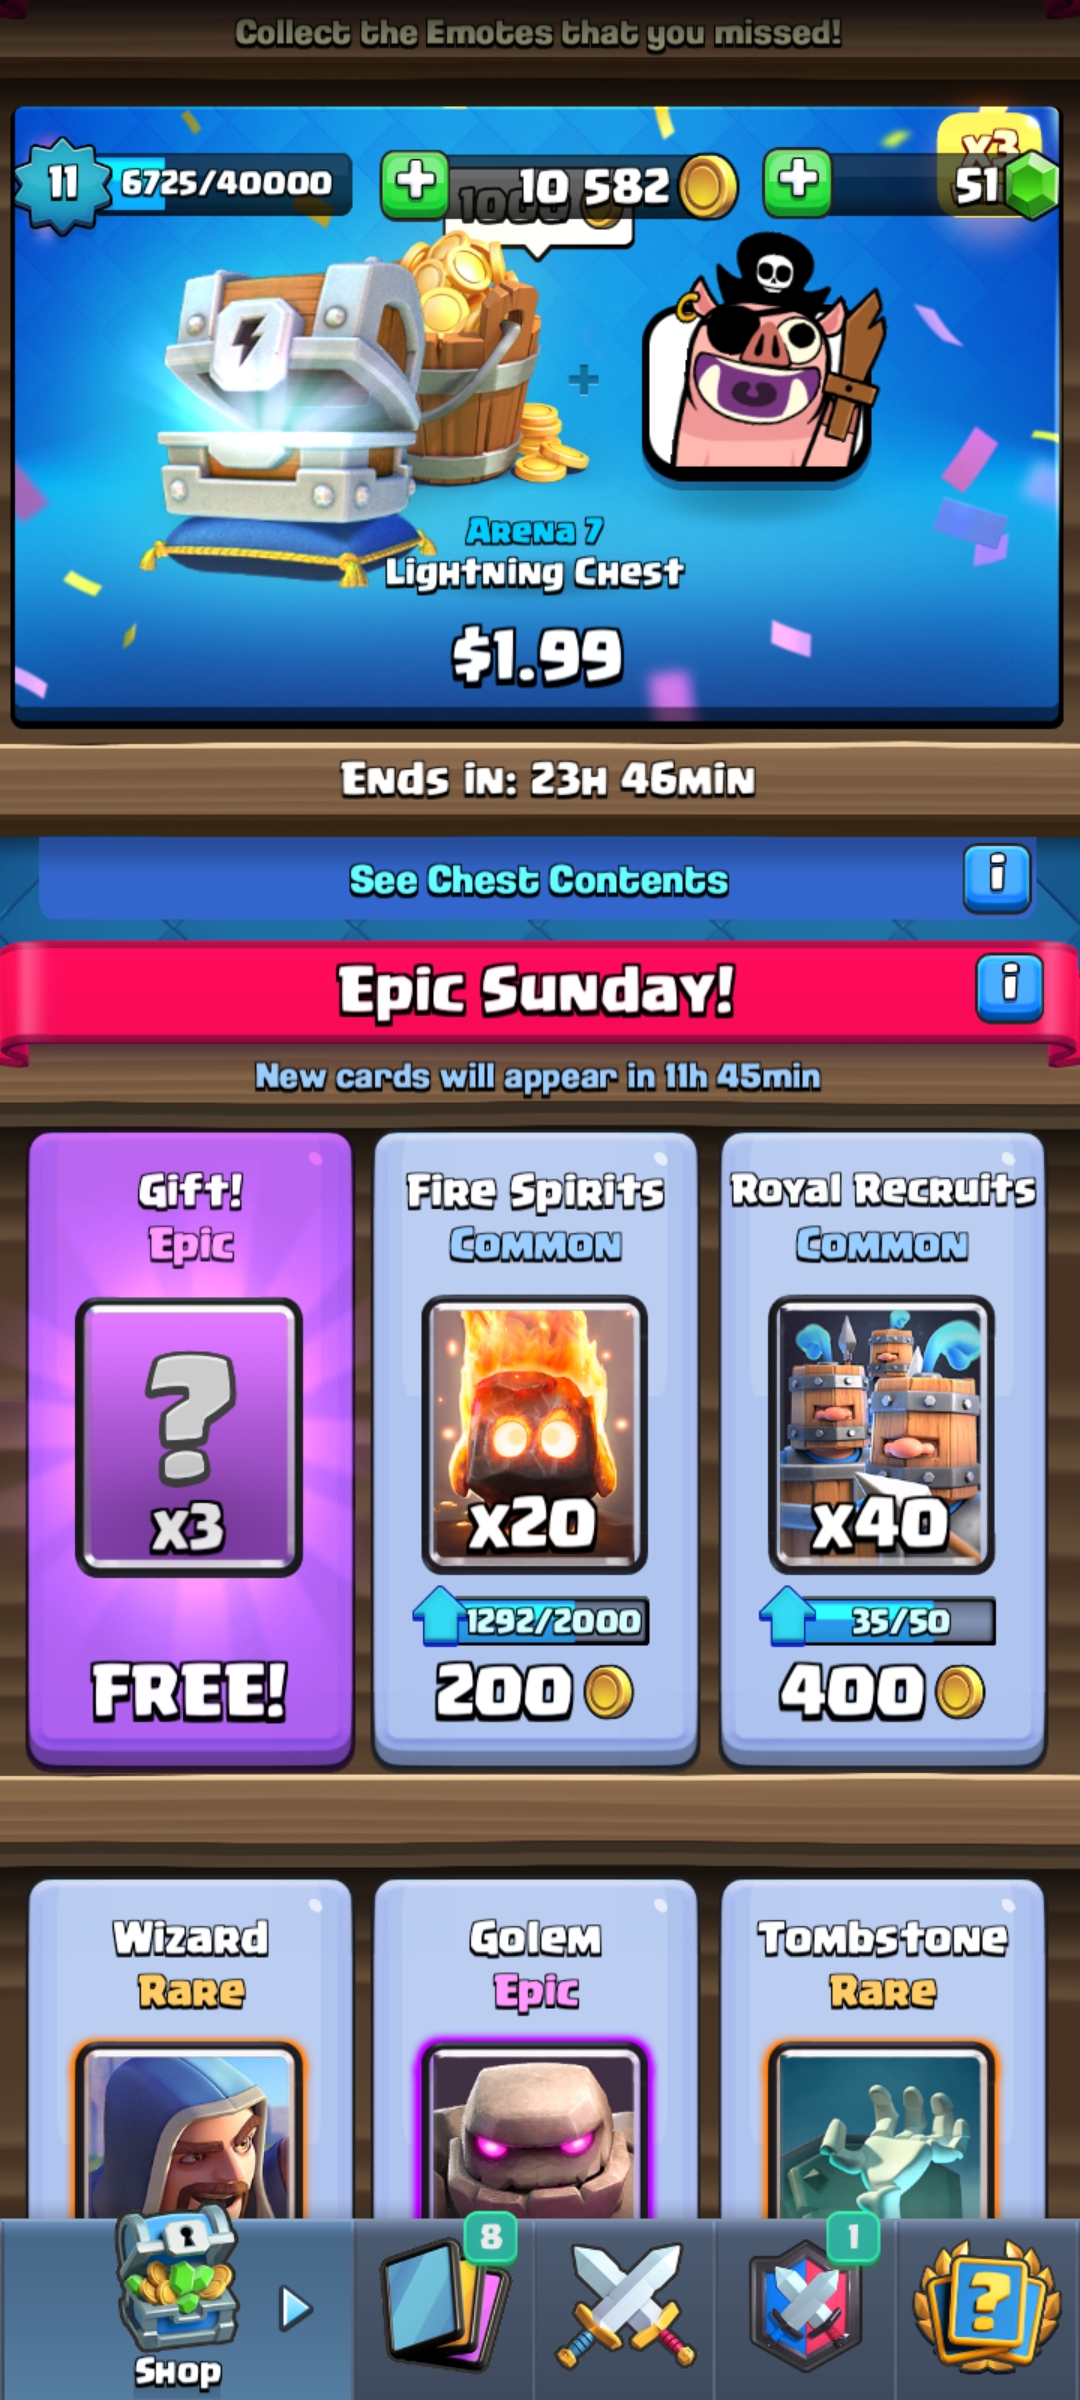 Collect the Emotes that you missed!
x3
11
6725/40000
10 582
51
1000
Arena 7
Lightning Chest
$1.99
Ends in: 23h 46min
See Chest Contents
i
Epic Sunday!
i
New cards will appear in 11h 45min
Gift!
Epic
?
x3
FREE!
Fire Spirits
Common
x20
1292/2000
200
Royal Recruits
Common
x40
35/50
400
Wizard
Rare
Golem
Epic
Tombstone
Rare
Shop
8
1
?